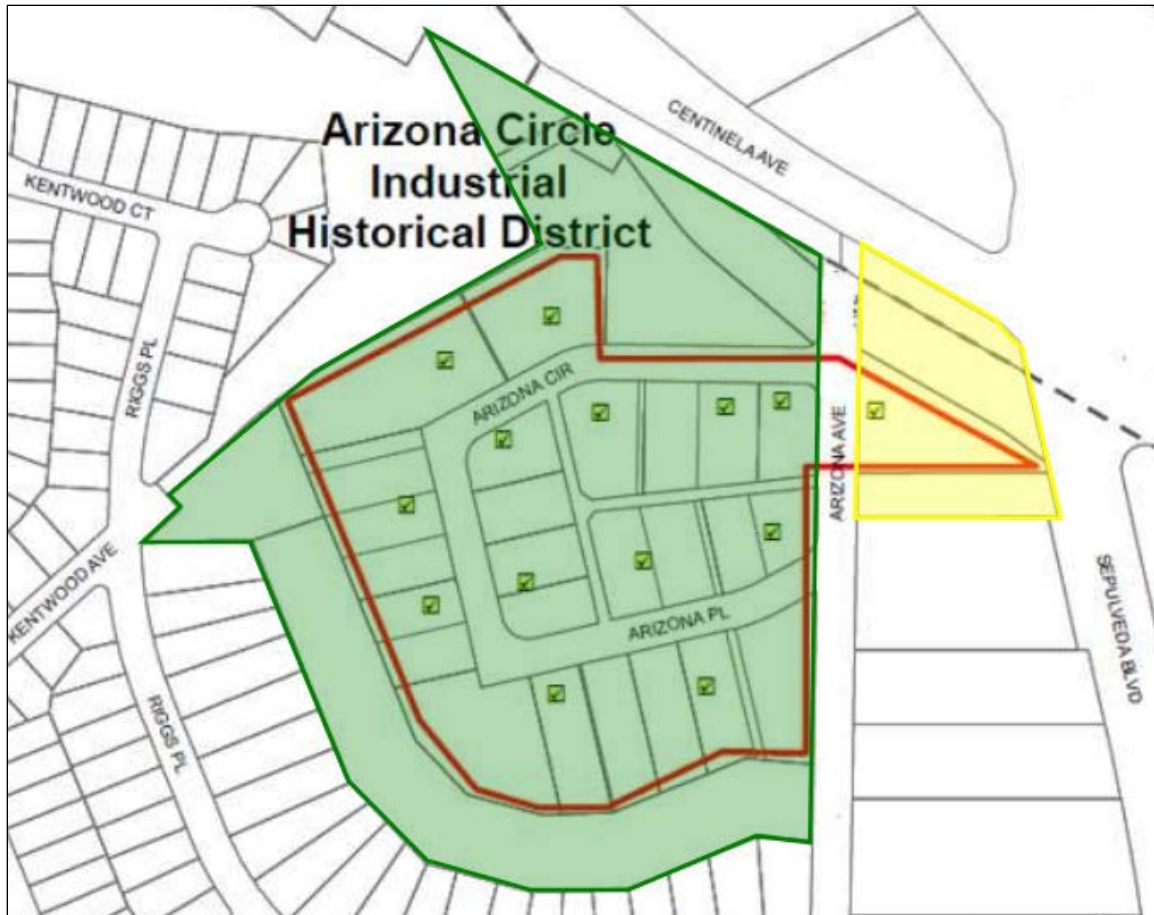 CENTINELA AVE
Arizona Circle
Industrial
Historical District
KENTWOOD CT
RIGGS PL
ARIZONA CIR
ARIZONA AVE
KENTWOOD AVE
ARIZONA PL
SEPULVEDA BLVD
RIGGS PL